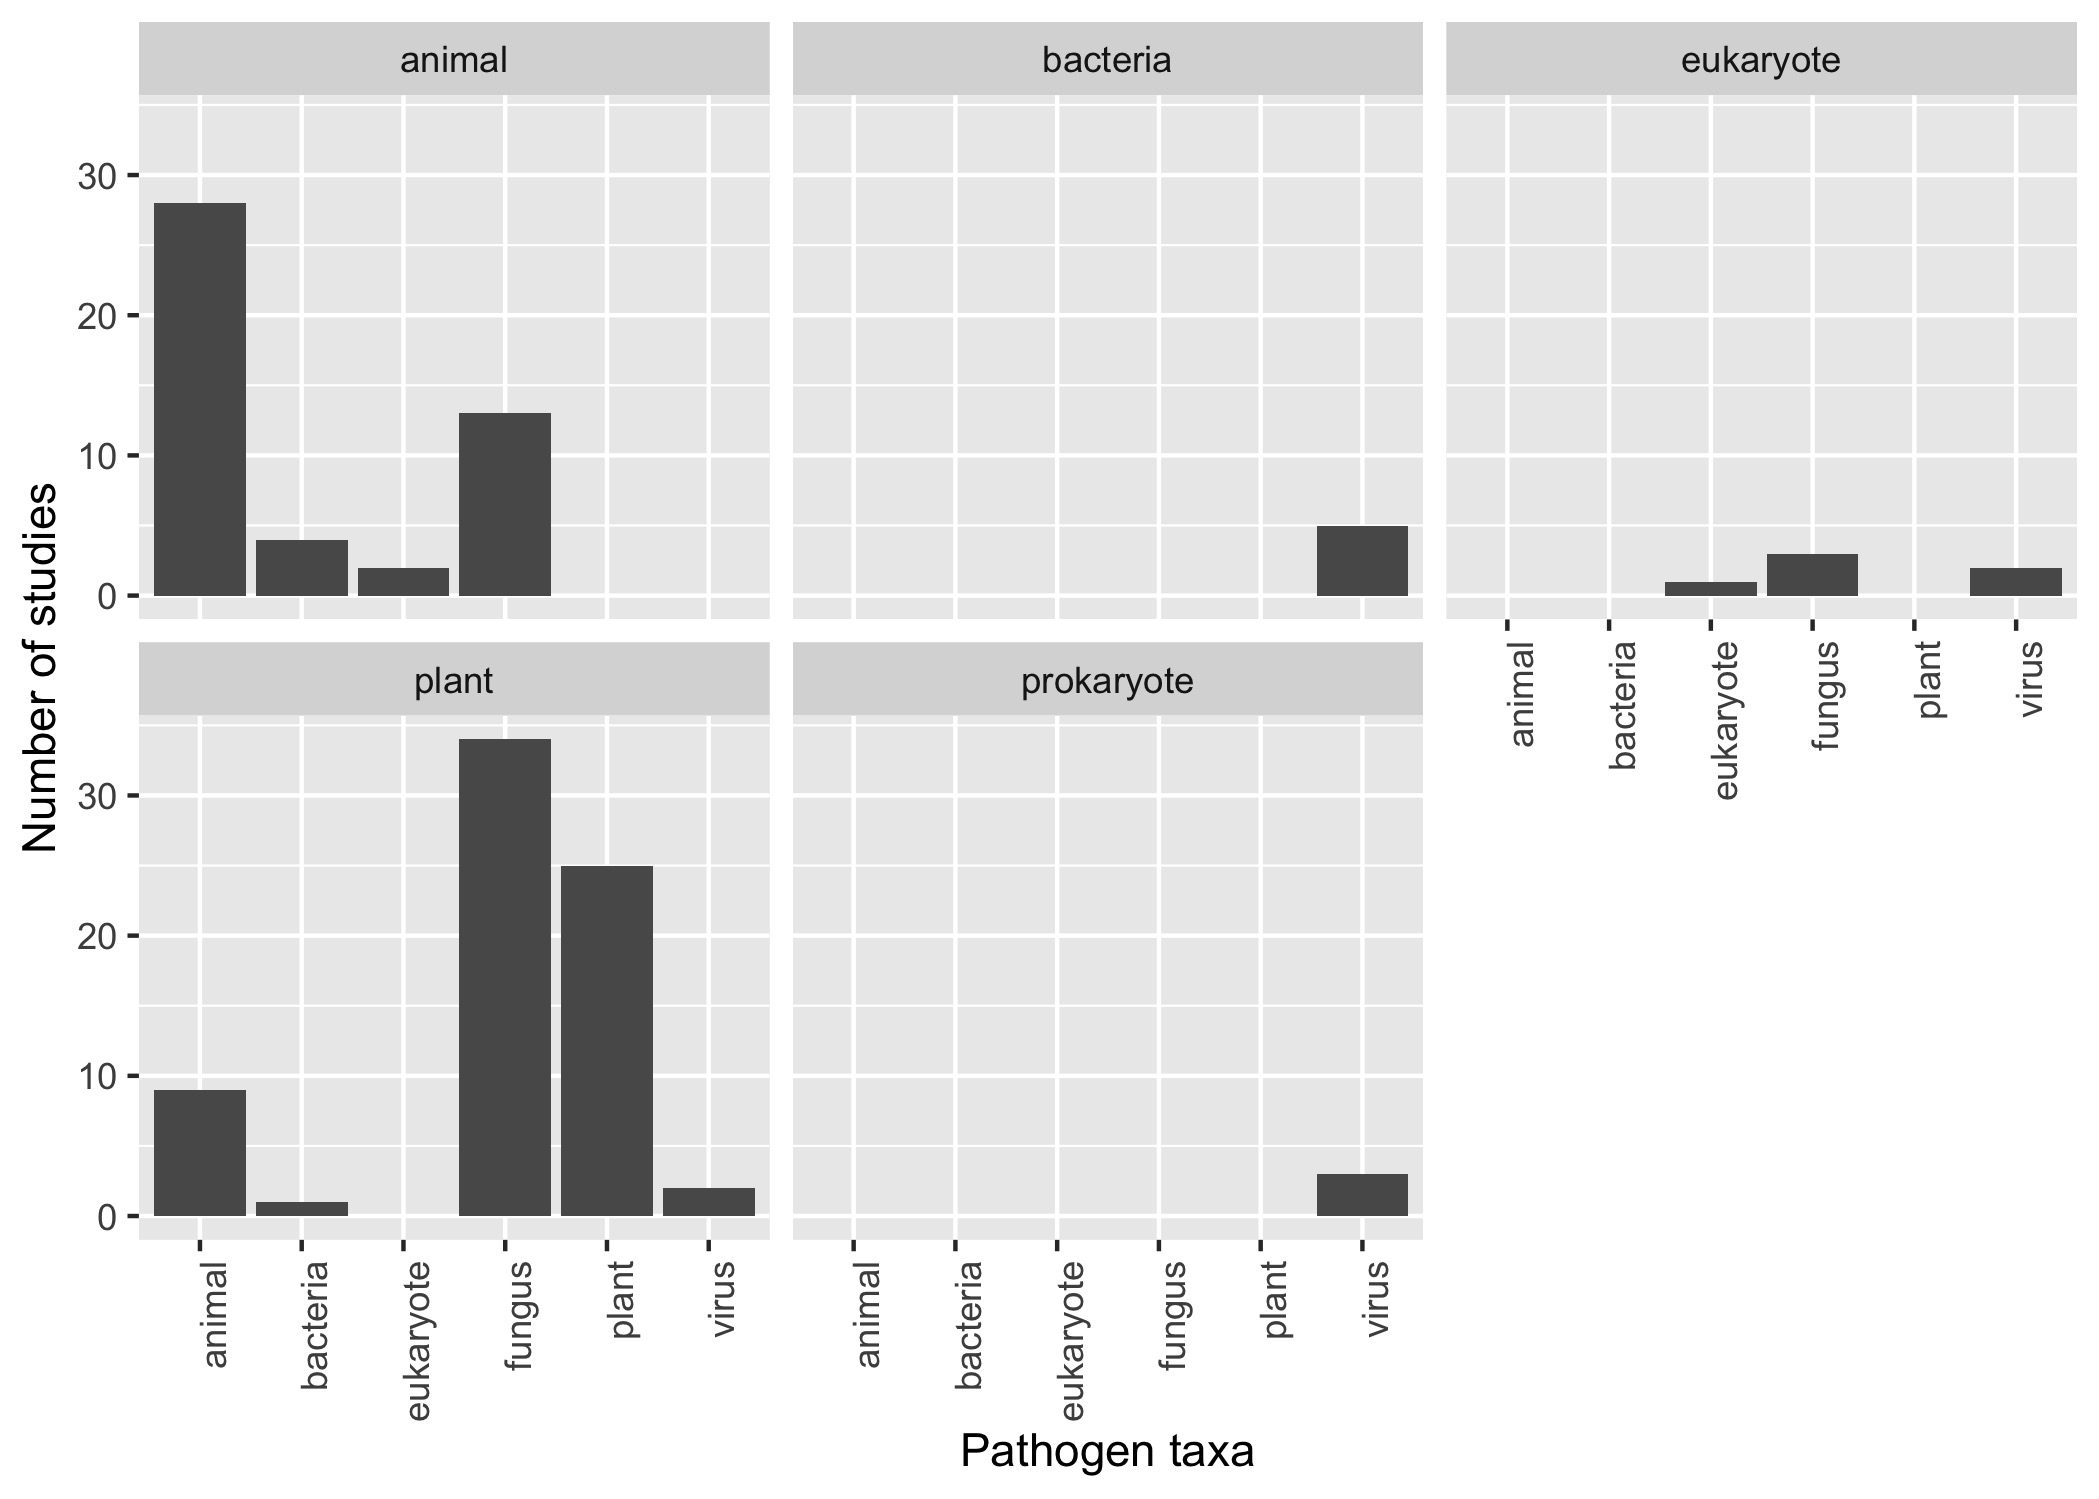 animal
bacteria
eukaryote
30
20
10
0
animal
bacteria
eukaryote
fungus
plant
virus
plant
prokaryote
30
20
10
0
animal
bacteria
eukaryote
fungus
plant
virus
animal
bacteria
eukaryote
fungus
plant
virus
Number of studies
Pathogen taxa